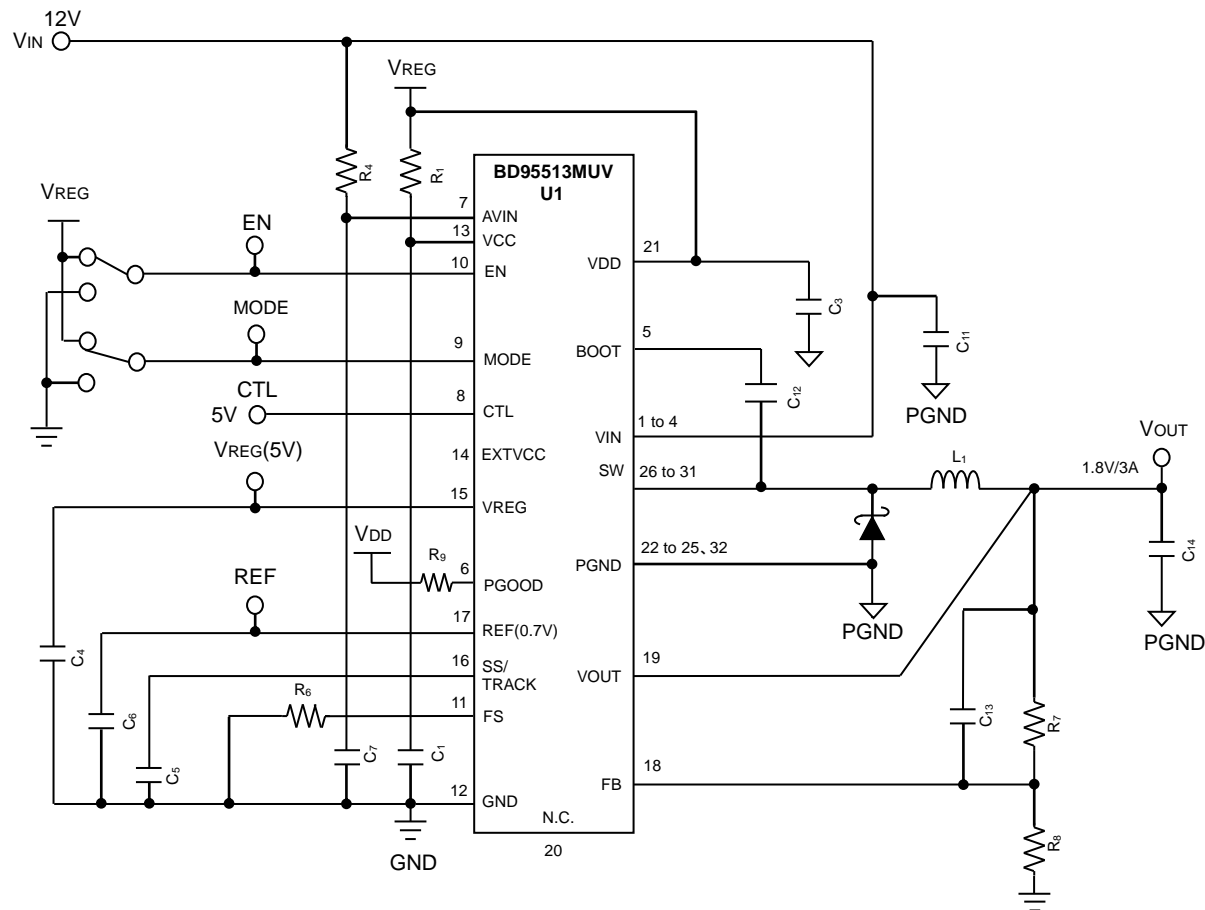 12V
VIN
VREG
R4
R1
BD95513MUV
U1
VREG
7
AVIN
EN
13
VCC
21
VDD
10
EN
C3
MODE
5
BOOT
C11
9
MODE
C12
CTL
8
5V
CTL
PGND
1 to 4
VIN
VOUT
VREG(5V)
14
EXTVCC
SW
26 to 31
L1
1.8V/3A
15
VREG
VDD
R9
22 to 25、32
PGND
C14
6
PGOOD
REF
17
REF(0.7V)
PGND
PGND
C4
16
SS/
TRACK
19
VOUT
R6
11
FS
C6
C13
R7
C5
C7
C1
18
FB
12
GND
N.C.
20
R8
GND